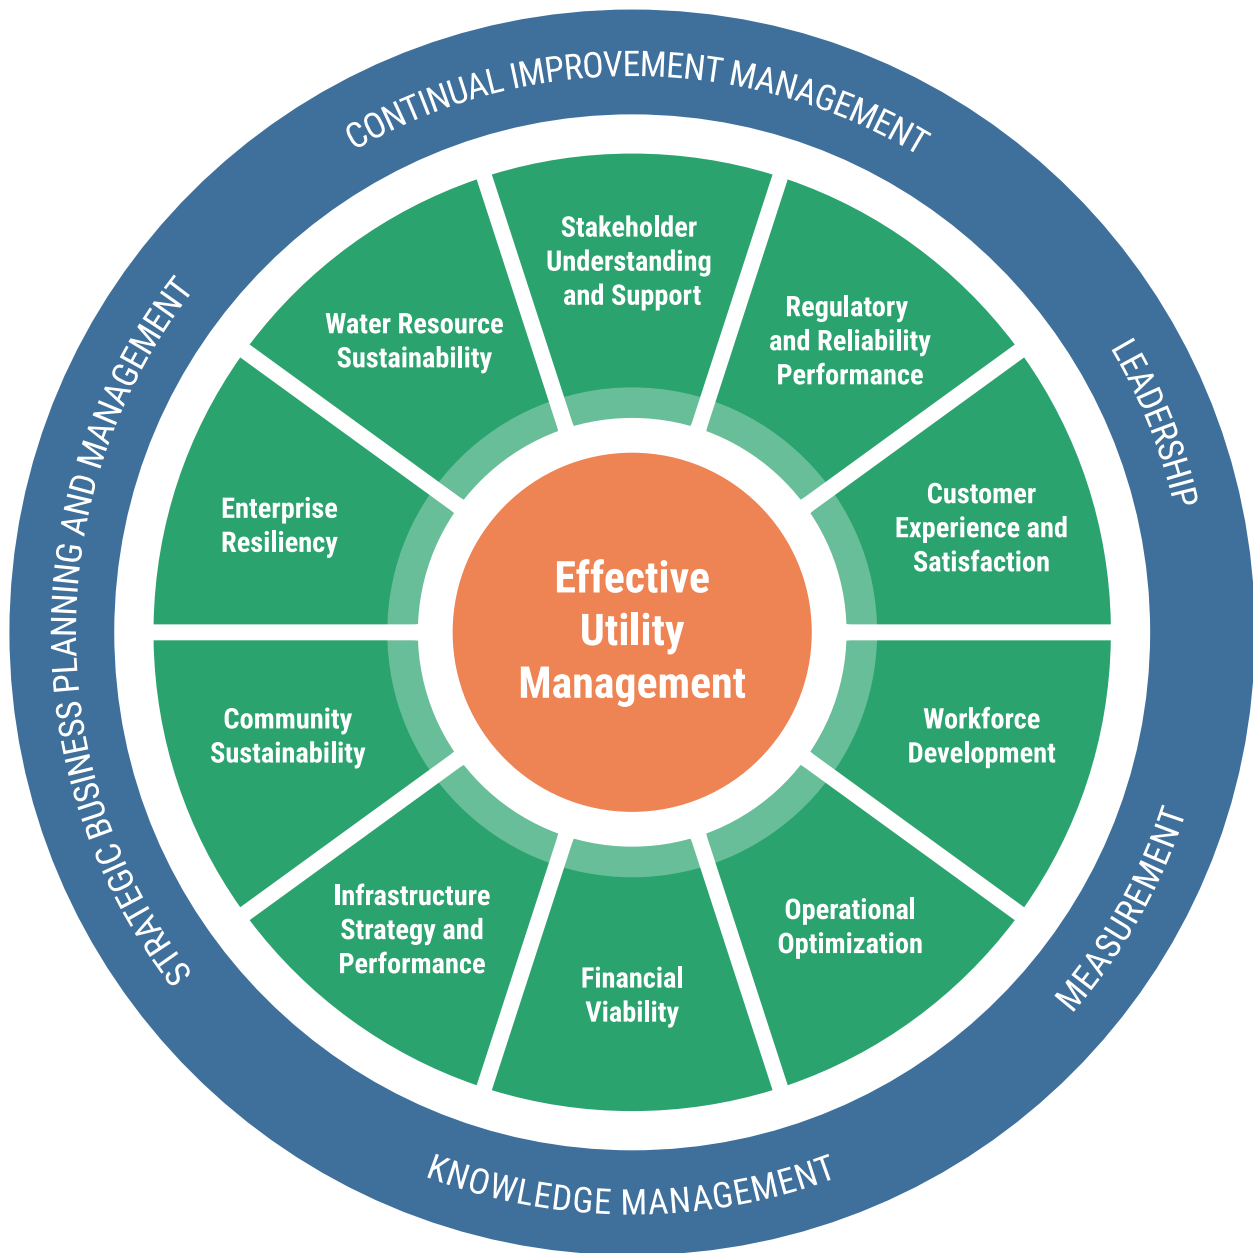 CONTINUAL IMPROVEMENT MANAGEMENT
LEADERSHIP
MEASUREMENT
KNOWLEDGE MANAGEMENT
STRATEGIC BUSINESS PLANNING AND MANAGEMENT
Stakeholder
Understanding
and Support
Regulatory
and Reliability
Performance
Customer
Experience and
Satisfaction
Workforce
Development
Operational
Optimization
Financial
Viability
Infrastructure
Strategy and
Performance
Community
Sustainability
Enterprise
Resiliency
Water Resource
Sustainability
Effective
Utility
Management